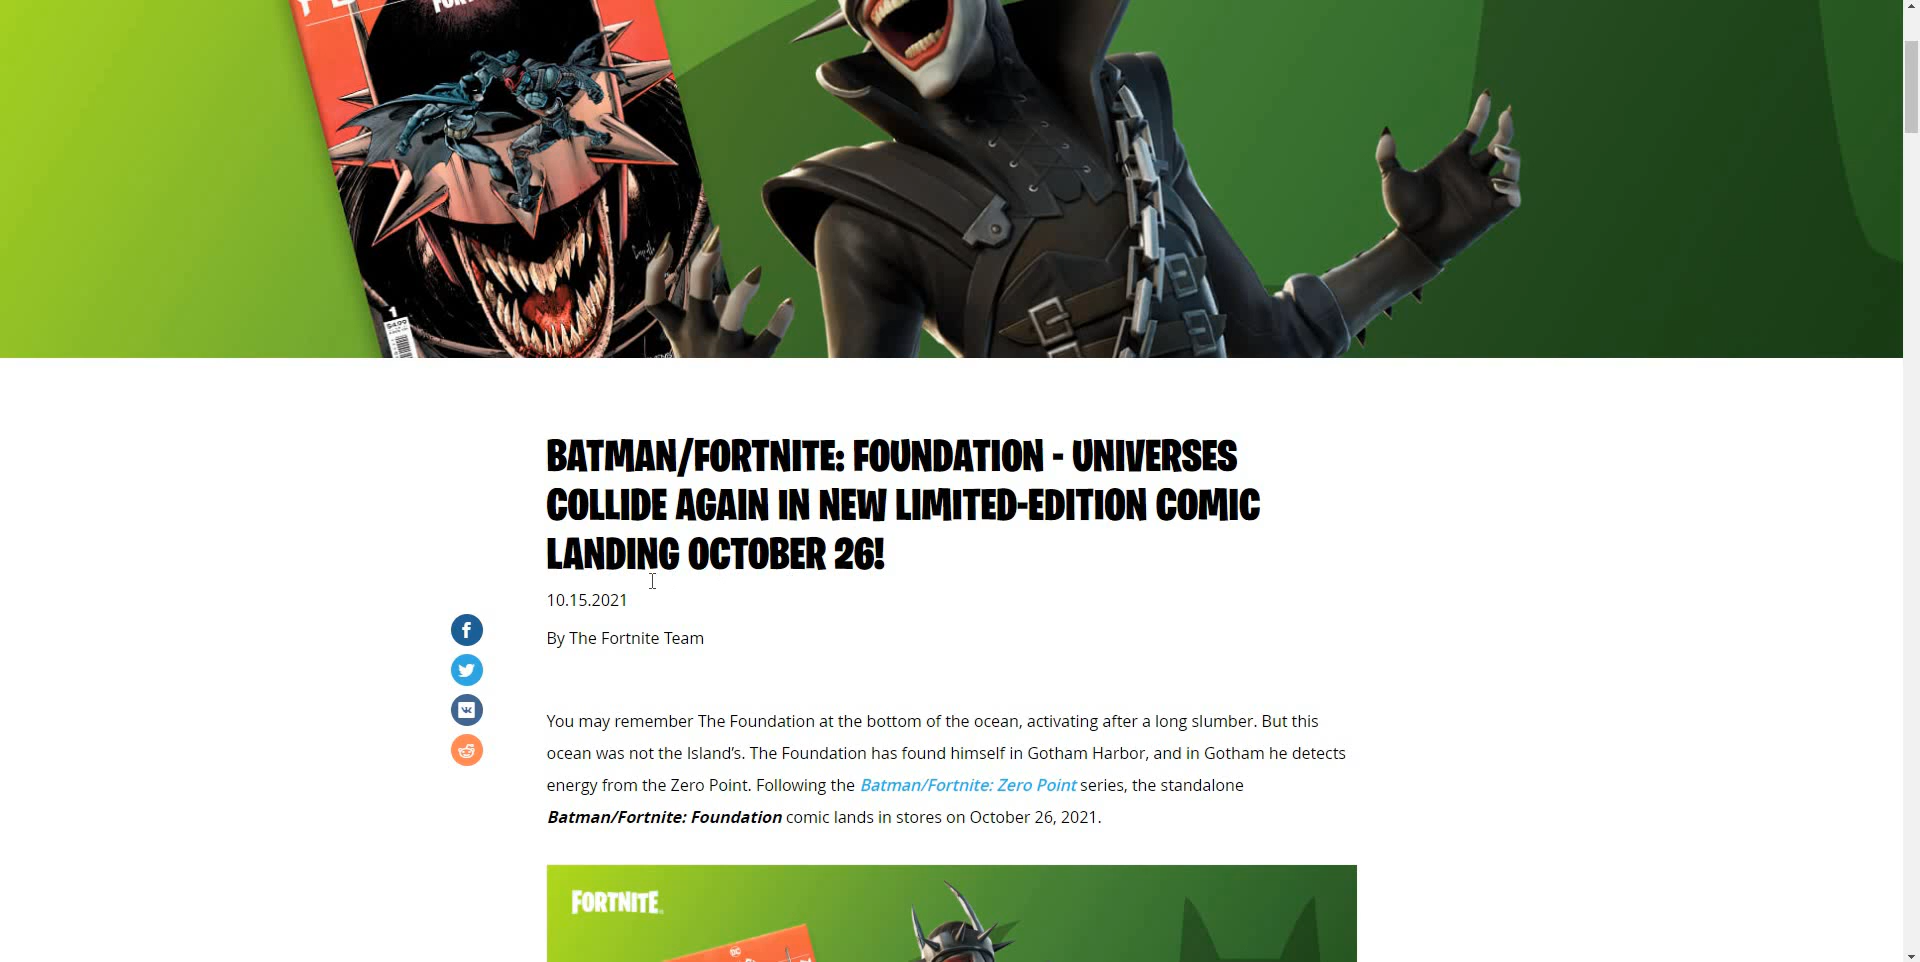 1
$4.99
BATMAN/FORTNITE: FOUNDATION - UNIVERSES
COLLIDE AGAIN IN NEW LIMITED-EDITION COMIC
LANDING OCTOBER 26!
10.15.2021
By The Fortnite Team
You may remember The Foundation at the bottom of the ocean, activating after a long slumber. But this
ocean was not the Island's. The Foundation has found himself in Gotham Harbor, and in Gotham he detects
energy from the Zero Point. Following the Batman/Fortnite: Zero Point series, the standalone
Batman/Fortnite: Foundation comic lands in stores on October 26, 2021.
FORTNITE
DC